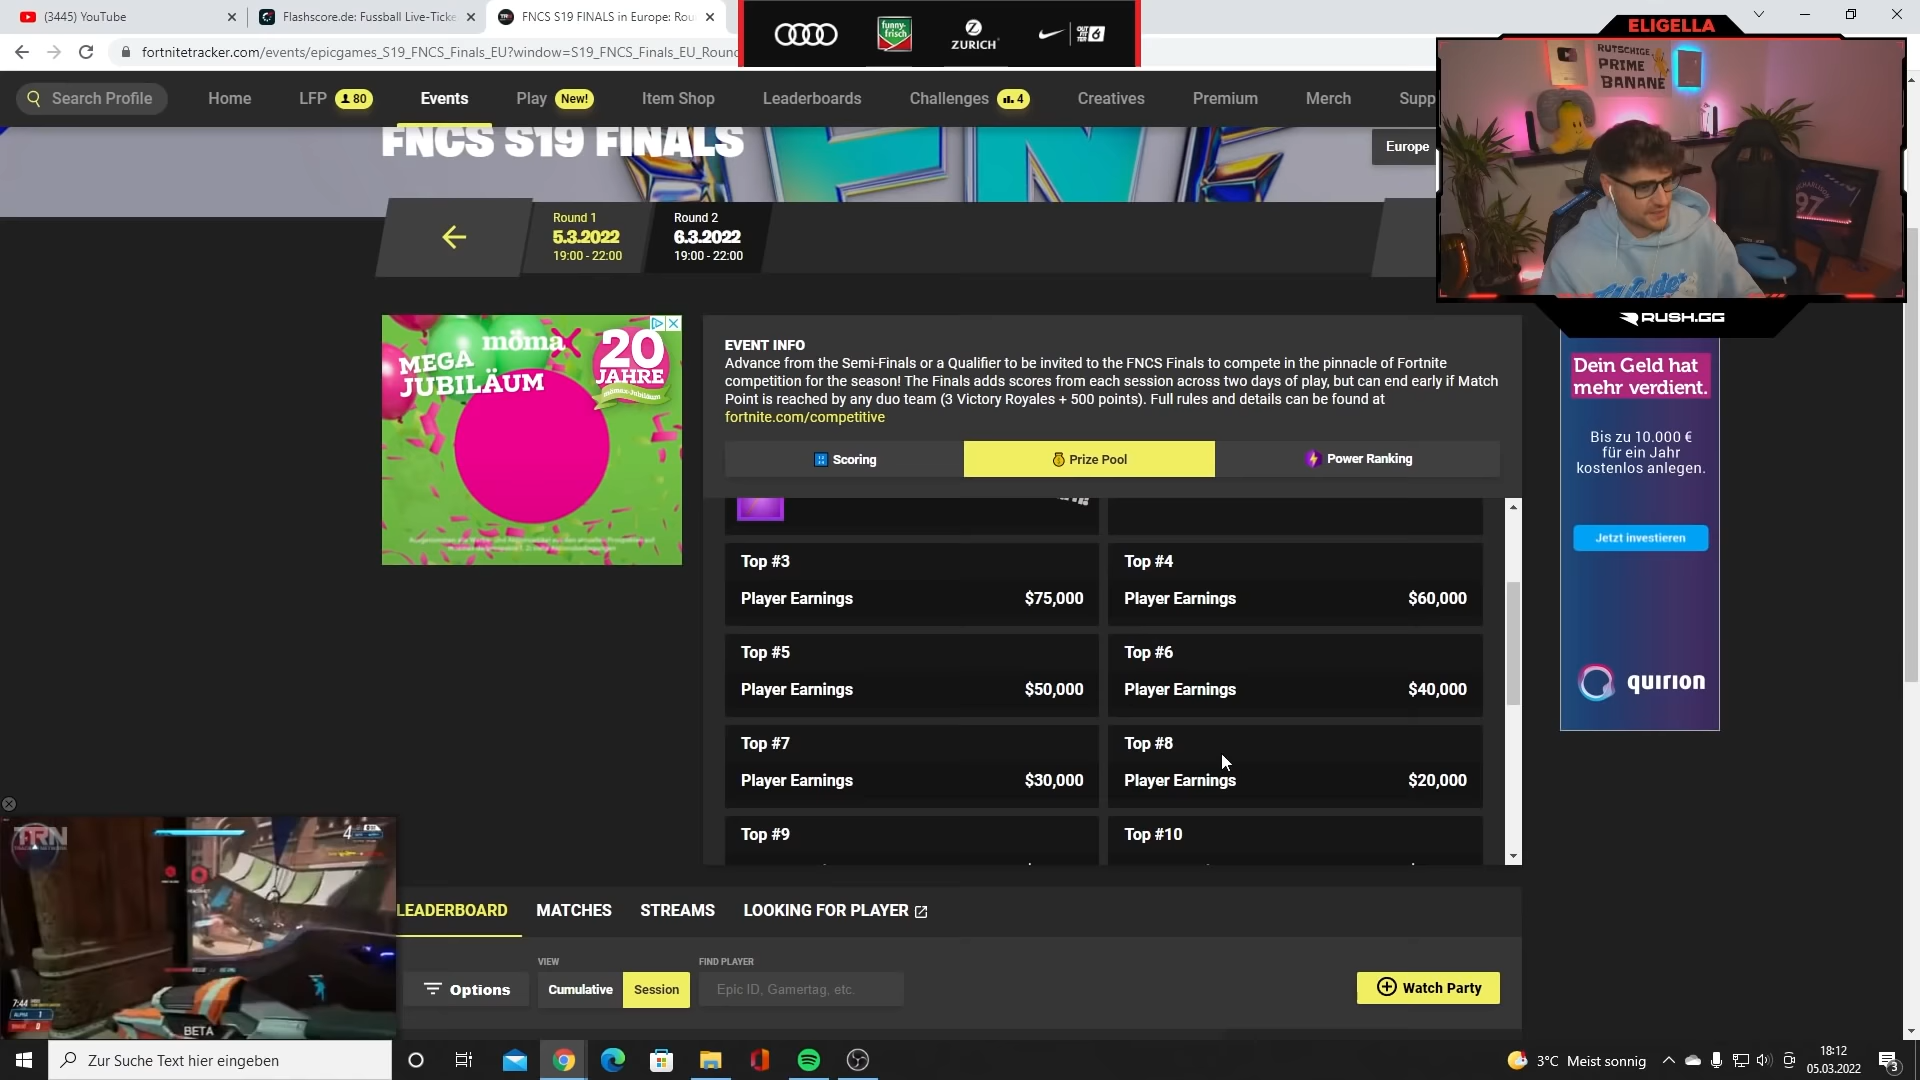 (3445) YouTube
Flashscore.de: Fussball Live-Ticke
FNCS S19 FINALS in Europe: Rou
funny-frisch
ZURICH
OUT
FIT
TER
ELIGELLA
fortnitetracker.com/events/epicgames_S19_FNCS_Finals_EU?window=S19_FNCS_Finals_EU_Round
RUTSCHIGE
PRIME
BANANE
97
Search Profile
Home
LFP 80
Events
Play New!
Item Shop
Leaderboards
Challenges 4
Creatives
Premium
Merch
Supp
FNCS S19 FINALS
Europe
Round 1
5.3.2022
19:00 - 22:00
Round 2
6.3.2022
19:00 - 22:00
RUSH.GG
mömax
MEGA
JUBILÄUM
20
JAHRE
EVENT INFO
Advance from the Semi-Finals or a Qualifier to be invited to the FNCS Finals to compete in the pinnacle of Fortnite
competition for the season! The Finals adds scores from each session across two days of play, but can end early if Match
Point is reached by any duo team (3 Victory Royales + 500 points). Full rules and details can be found at
fortnite.com/competitive
Scoring
Prize Pool
Power Ranking
Dein Geld hat
mehr verdient.
Bis zu 10.000 €
für ein Jahr
kostenlos anlegen.
Jetzt investieren
quirion
Top #3
Player Earnings $75,000
Top #4
Player Earnings $60,000
Top #5
Player Earnings $50,000
Top #6
Player Earnings $40,000
Top #7
Player Earnings $30,000
Top #8
Player Earnings $20,000
Top #9
Top #10
TRN
7:44
ALPHA 1
BETA
LEADERBOARD
MATCHES
STREAMS
LOOKING FOR PLAYER
Options
VIEW
Cumulative
Session
FIND PLAYER
Epic ID, Gamertag, etc.
Watch Party
Zur Suche Text hier eingeben
3°C Meist sonnig
18:12
05.03.2022
3